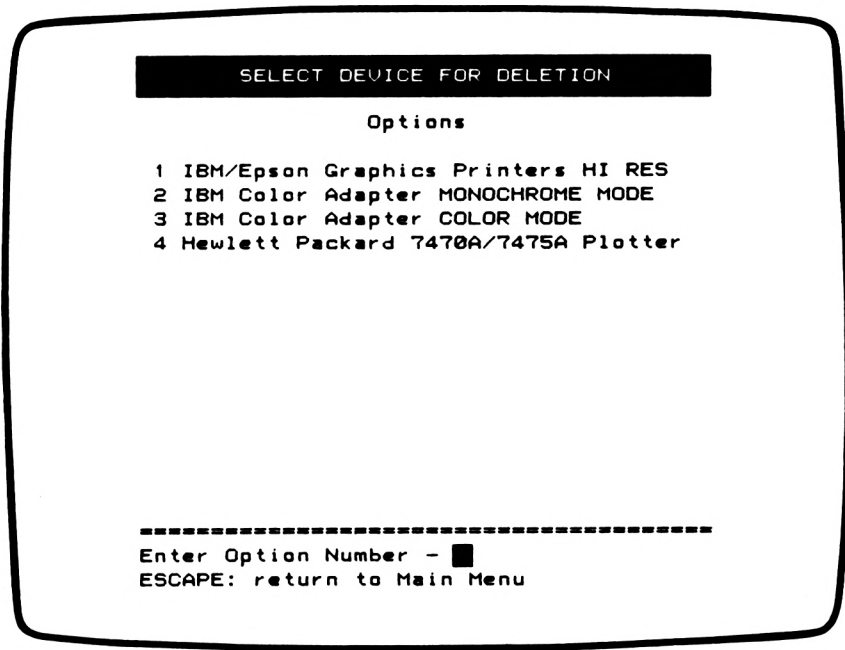 SELECT DEVICE FOR DELETION
Options
1 IBM/Epson Graphics Printers HI RES
2 IBM Color Adapter MONOCHROME MODE
3 IBM Color Adapter COLOR MODE
4 Hewlett Packard 7470A/7475A Plotter
========================================
Enter Option Number -
ESCAPE: return to Main Menu